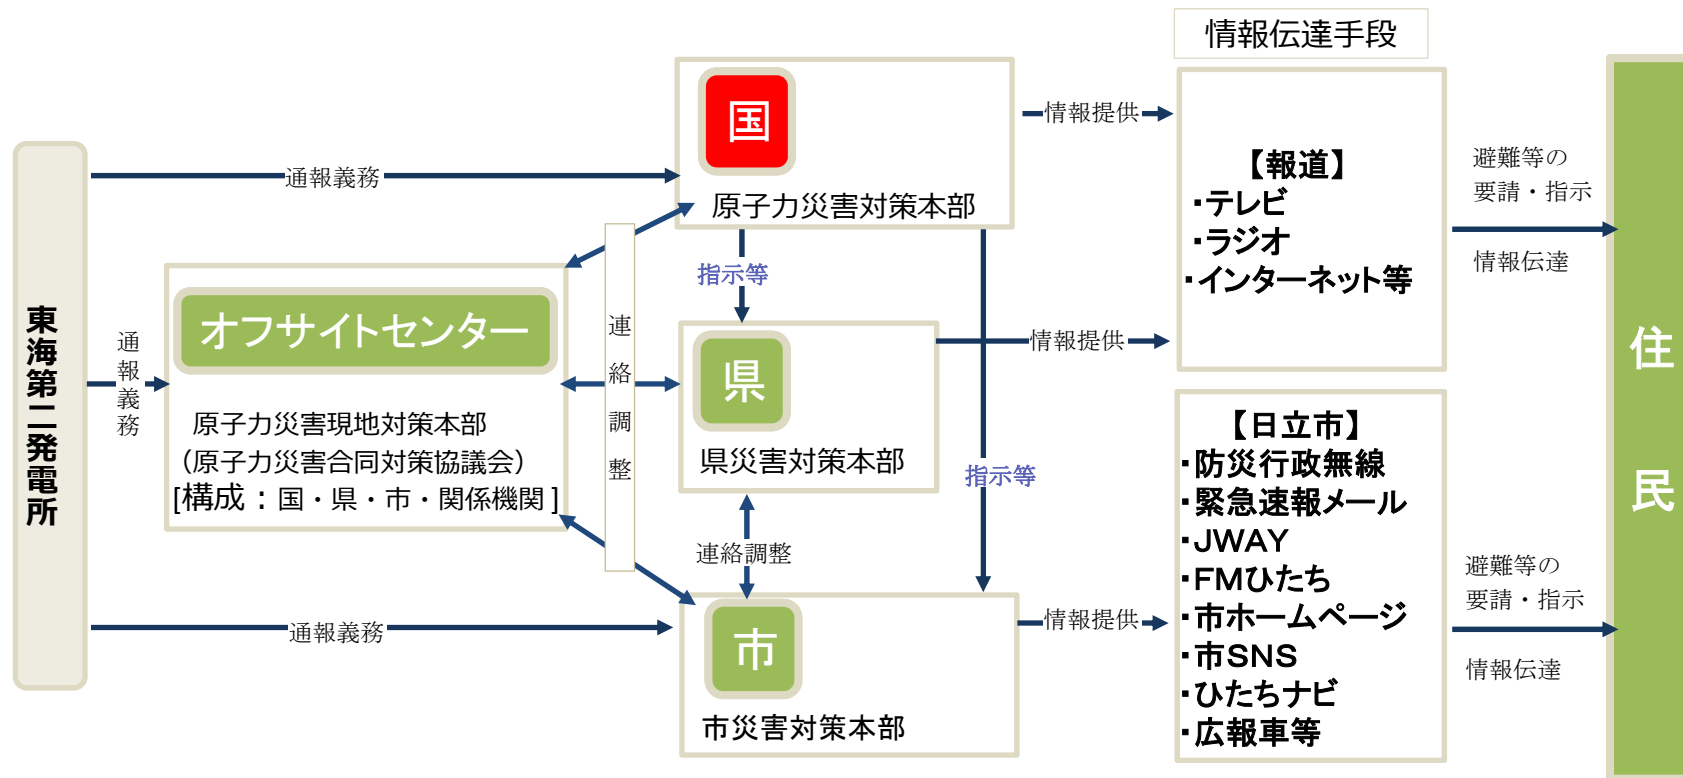 情報伝達手段
東海第二発電所
通報義務
通報義務
通報義務
オフサイトセンター
原子力災害現地対策本部
（原子力災害合同対策協議会）
[構成：国・県・市・関係機関]
連絡調整
国
原子力災害対策本部
指示等
県
県災害対策本部
指示等
連絡調整
市
市災害対策本部
情報提供
情報提供
情報提供
【報道】
・テレビ
・ラジオ
・インターネット等
【日立市】
・防災行政無線
・緊急速報メール
・JWAY
・FMひたち
・市ホームページ
・市SNS
・ひたちナビ
・広報車等
避難等の
要請・指示
情報伝達
避難等の
要請・指示
情報伝達
住民